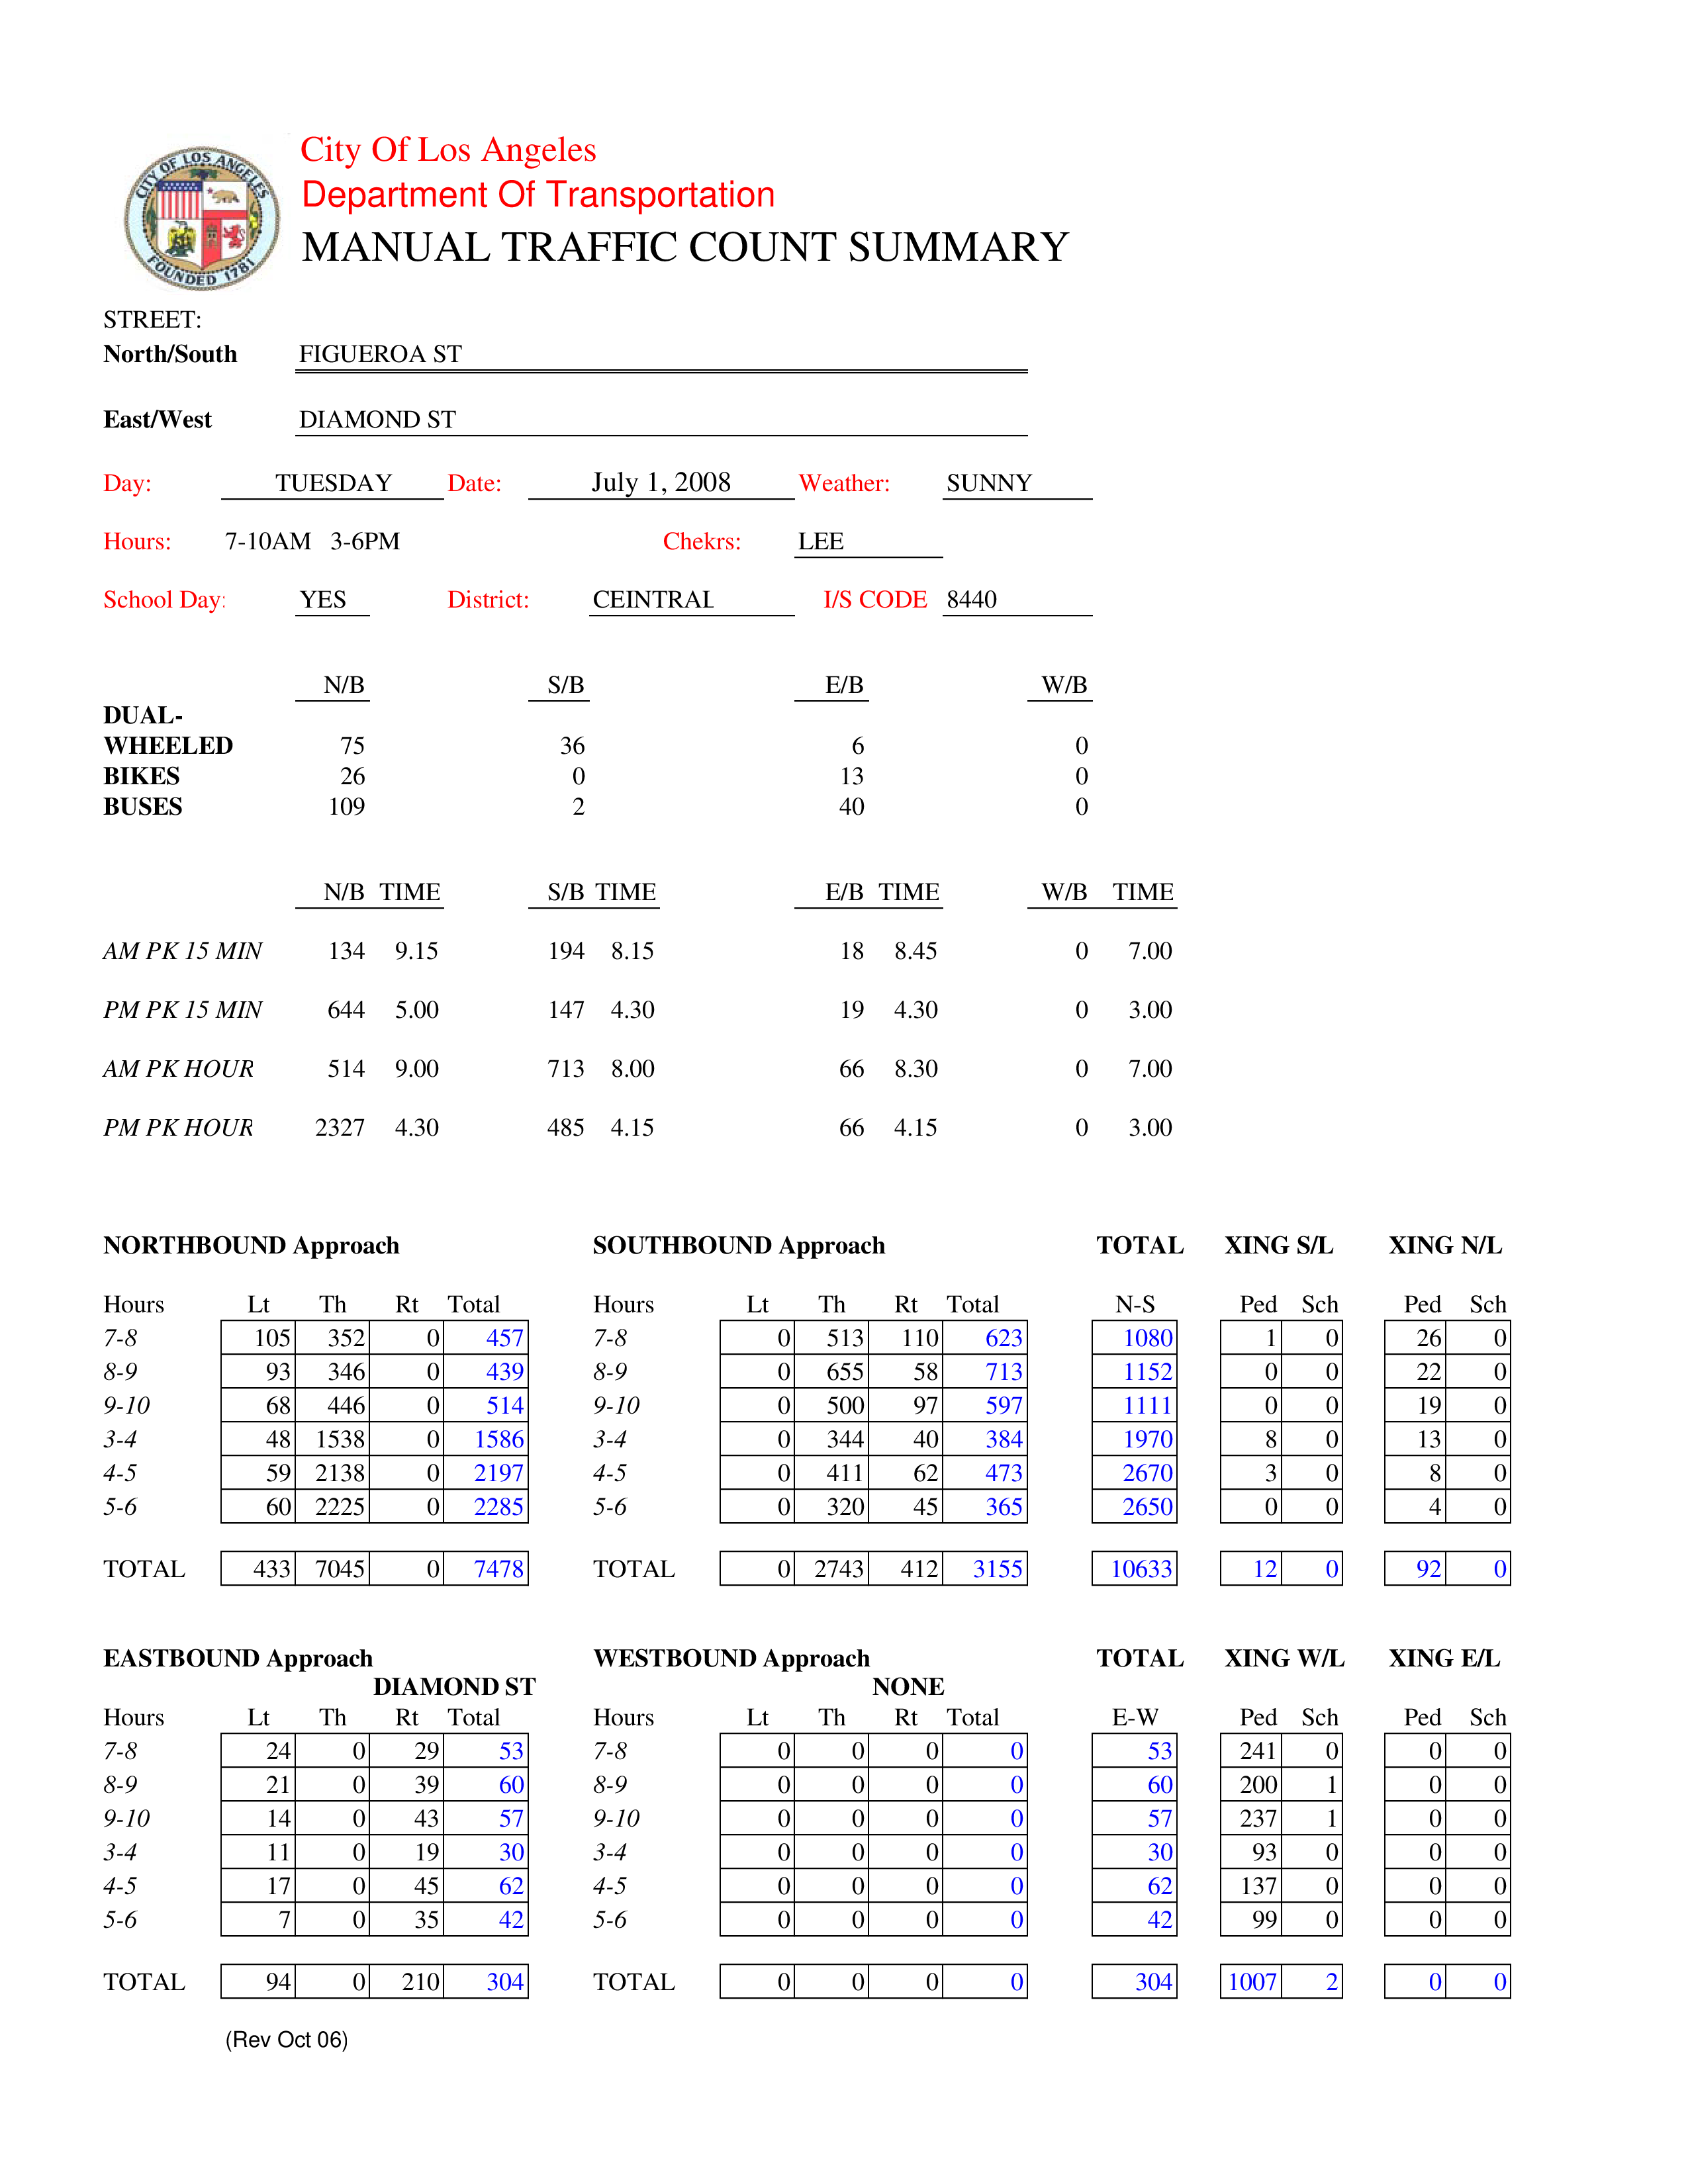 CITY OF LOS ANGELES
FOUNDED 1781
City Of Los Angeles
Department Of Transportation
MANUAL TRAFFIC COUNT SUMMARY
STREET:
North/South FIGUEROA ST
East/West DIAMOND ST
Day: TUESDAY Date: July 1, 2008 Weather: SUNNY
Hours: 7-10AM 3-6PM Chekrs: LEE
School Day: YES District: CEINTRAL I/S CODE 8440
N/B S/B E/B W/B
DUAL-
WHEELED 75 36 6 0
BIKES 26 0 13 0
BUSES 109 2 40 0
N/B TIME S/B TIME E/B TIME W/B TIME
AM PK 15 MIN 134 9.15 194 8.15 18 8.45 0 7.00
PM PK 15 MIN 644 5.00 147 4.30 19 4.30 0 3.00
AM PK HOUR 514 9.00 713 8.00 66 8.30 0 7.00
PM PK HOUR 2327 4.30 485 4.15 66 4.15 0 3.00
NORTHBOUND Approach SOUTHBOUND Approach TOTAL XING S/L XING N/L
Hours Lt Th Rt Total Hours Lt Th Rt Total N-S Ped Sch Ped Sch
7-8 105 352 0 457 7-8 0 513 110 623 1080 1 0 26 0
8-9 93 346 0 439 8-9 0 655 58 713 1152 0 0 22 0
9-10 68 446 0 514 9-10 0 500 97 597 1111 0 0 19 0
3-4 48 1538 0 1586 3-4 0 344 40 384 1970 8 0 13 0
4-5 59 2138 0 2197 4-5 0 411 62 473 2670 3 0 8 0
5-6 60 2225 0 2285 5-6 0 320 45 365 2650 0 0 4 0
TOTAL 433 7045 0 7478 TOTAL 0 2743 412 3155 10633 12 0 92 0
EASTBOUND Approach WESTBOUND Approach TOTAL XING W/L XING E/L
DIAMOND ST NONE
Hours Lt Th Rt Total Hours Lt Th Rt Total E-W Ped Sch Ped Sch
7-8 24 0 29 53 7-8 0 0 0 0 53 241 0 0 0
8-9 21 0 39 60 8-9 0 0 0 0 60 200 1 0 0
9-10 14 0 43 57 9-10 0 0 0 0 57 237 1 0 0
3-4 11 0 19 30 3-4 0 0 0 0 30 93 0 0 0
4-5 17 0 45 62 4-5 0 0 0 0 62 137 0 0 0
5-6 7 0 35 42 5-6 0 0 0 0 42 99 0 0 0
TOTAL 94 0 210 304 TOTAL 0 0 0 0 304 1007 2 0 0
(Rev Oct 06)